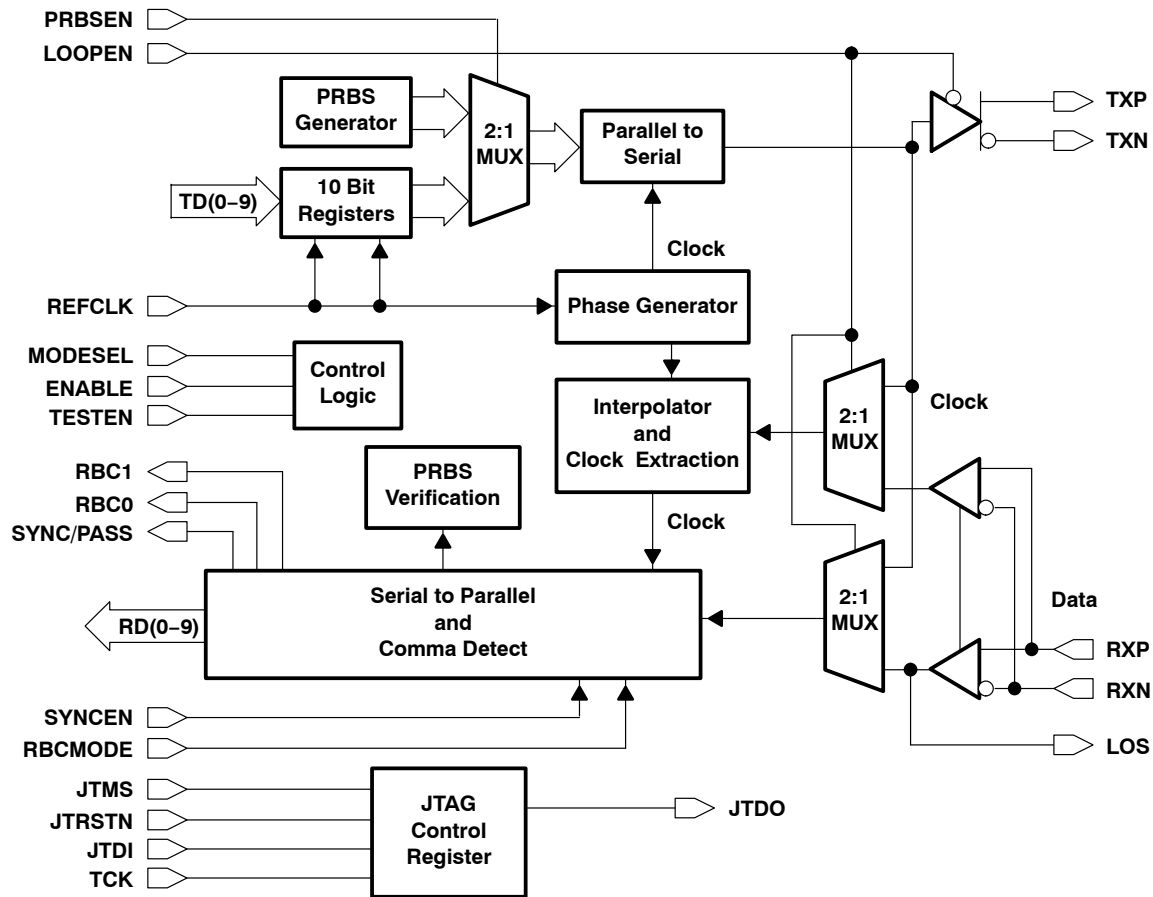 PRBSEN
LOOPEN
PRBS
Generator
2:1
MUX
Parallel to
Serial
TXP
TXN
TD(0−9)
10 Bit
Registers
Clock
REFCLK
Phase Generator
MODESEL
ENABLE
TESTEN
Control
Logic
Interpolator
and
Clock Extraction
2:1
MUX
Clock
RBC1
RBC0
SYNC/PASS
PRBS
Verification
Clock
RD(0−9)
Serial to Parallel
and
Comma Detect
2:1
MUX
Data
RXP
RXN
LOS
SYNCEN
RBCMODE
JTMS
JTRSTN
JTDI
TCK
JTAG
Control
Register
JTDO